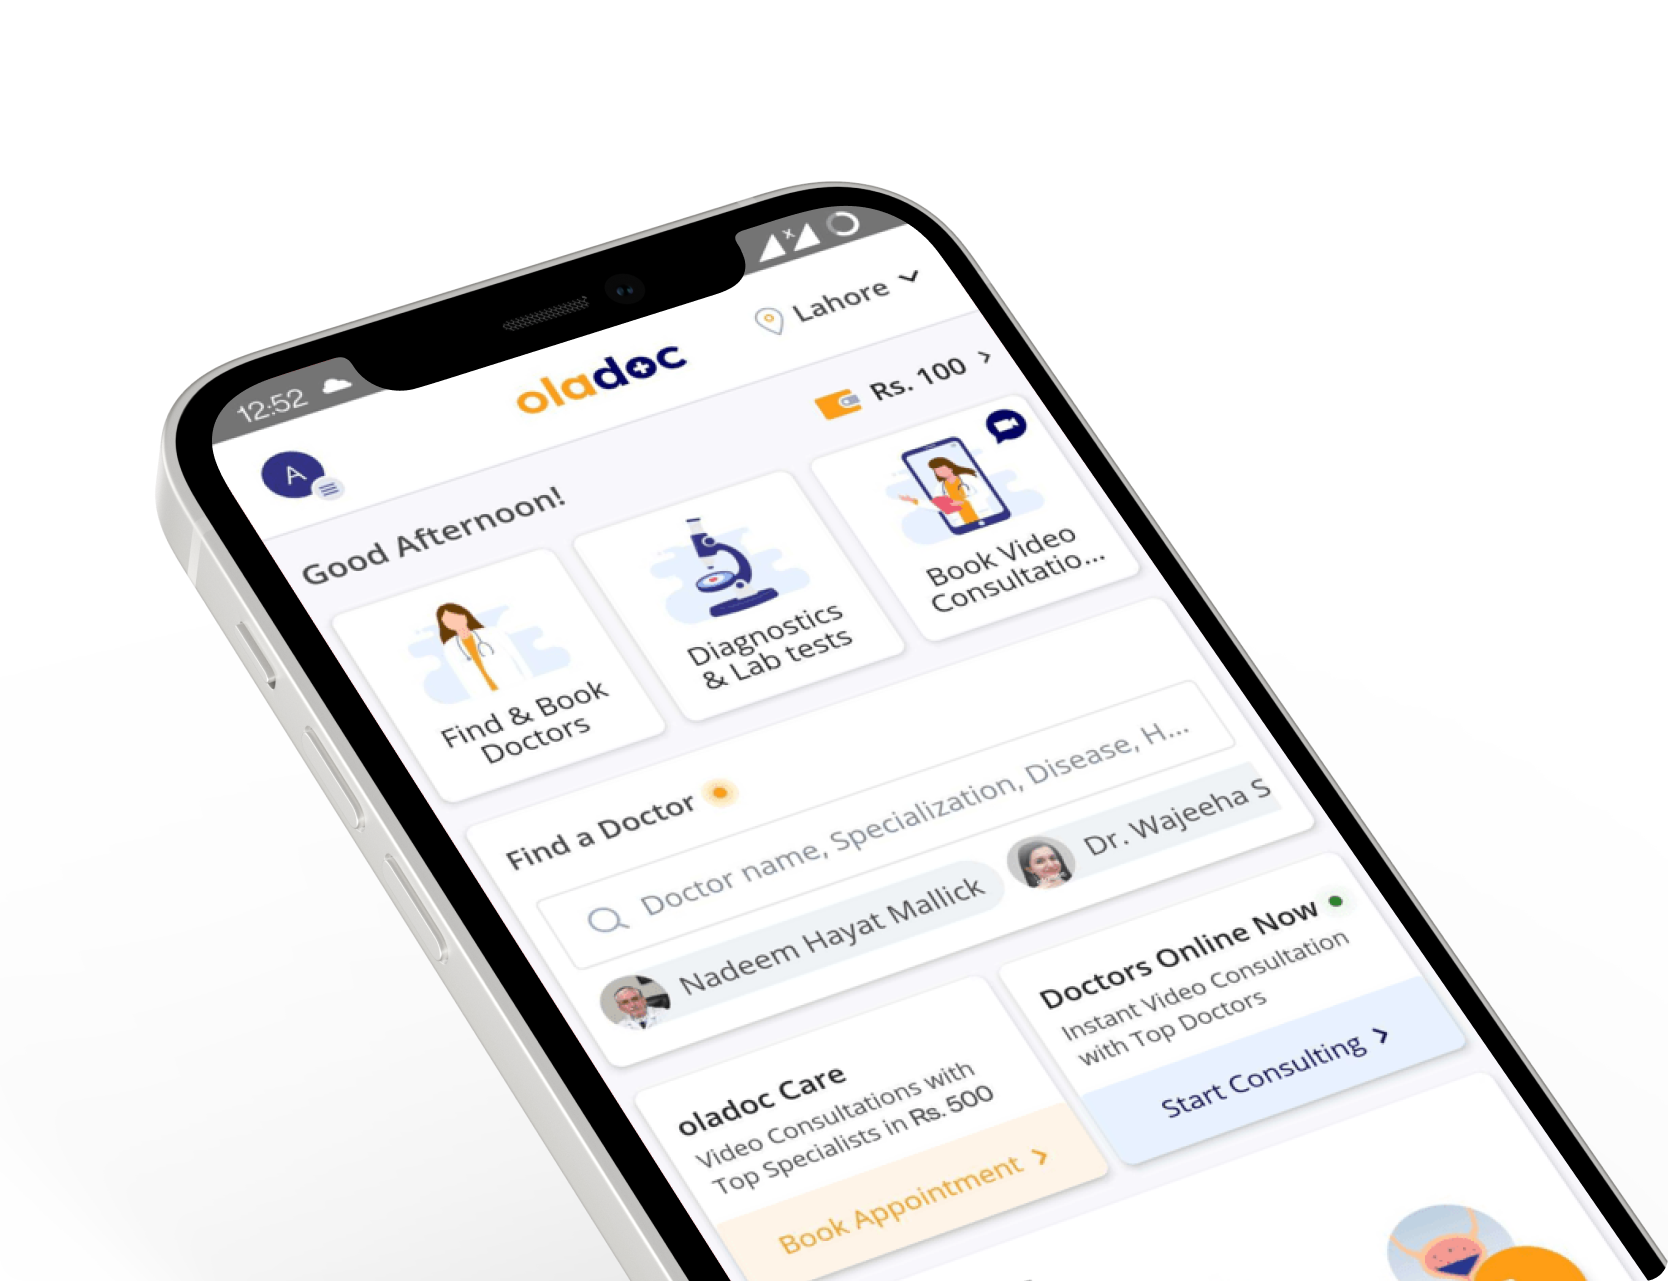 12:52
Lahore
oladoc
A
Rs. 100
Good Afternoon!
Find & Book
Doctors
Diagnostics
& Lab tests
Book Video
Consultatio...
Find a Doctor
Doctor name, Specialization, Disease, H...
Nadeem Hayat Mallick
Dr. Wajeeha S
oladoc Care
Video Consultations with
Top Specialists in Rs. 500
Book Appointment
Doctors Online Now
Instant Video Consultation
with Top Doctors
Start Consulting